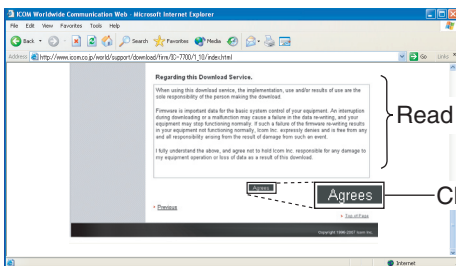 ICOM Worldwide Communication Web - Microsoft Internet Explorer
File Edit View Favorites Tools Help
Back Search Favorites Media
Address http://www.icom.co.jp/world/support/download/firm/IC-7700/1_10/index.html Go Links
Regarding this Download Service.
When using this download service, the implementation, use and/or results of use are the
sole responsibility of the person making the download.
Firmware is important data for the basic system control of your equipment. An interruption
during downloading or a malfunction may cause a failure in the data re-writing, and your
equipment may stop functioning normally. If such a failure of the firmware re-writing results
in your equipment not functioning normally, Icom Inc. expressly denies and is free from any
and all responsibility arising from the result of damage from such an event.
I fully understand the above, and agree not to hold Icom Inc. responsible for any damage to
my equipment operation or loss of data as a result of this download.
Read
Agrees
Agrees
Cl
Previous
Top of Page
Copyright 1996-2007 Icom Inc.
Internet